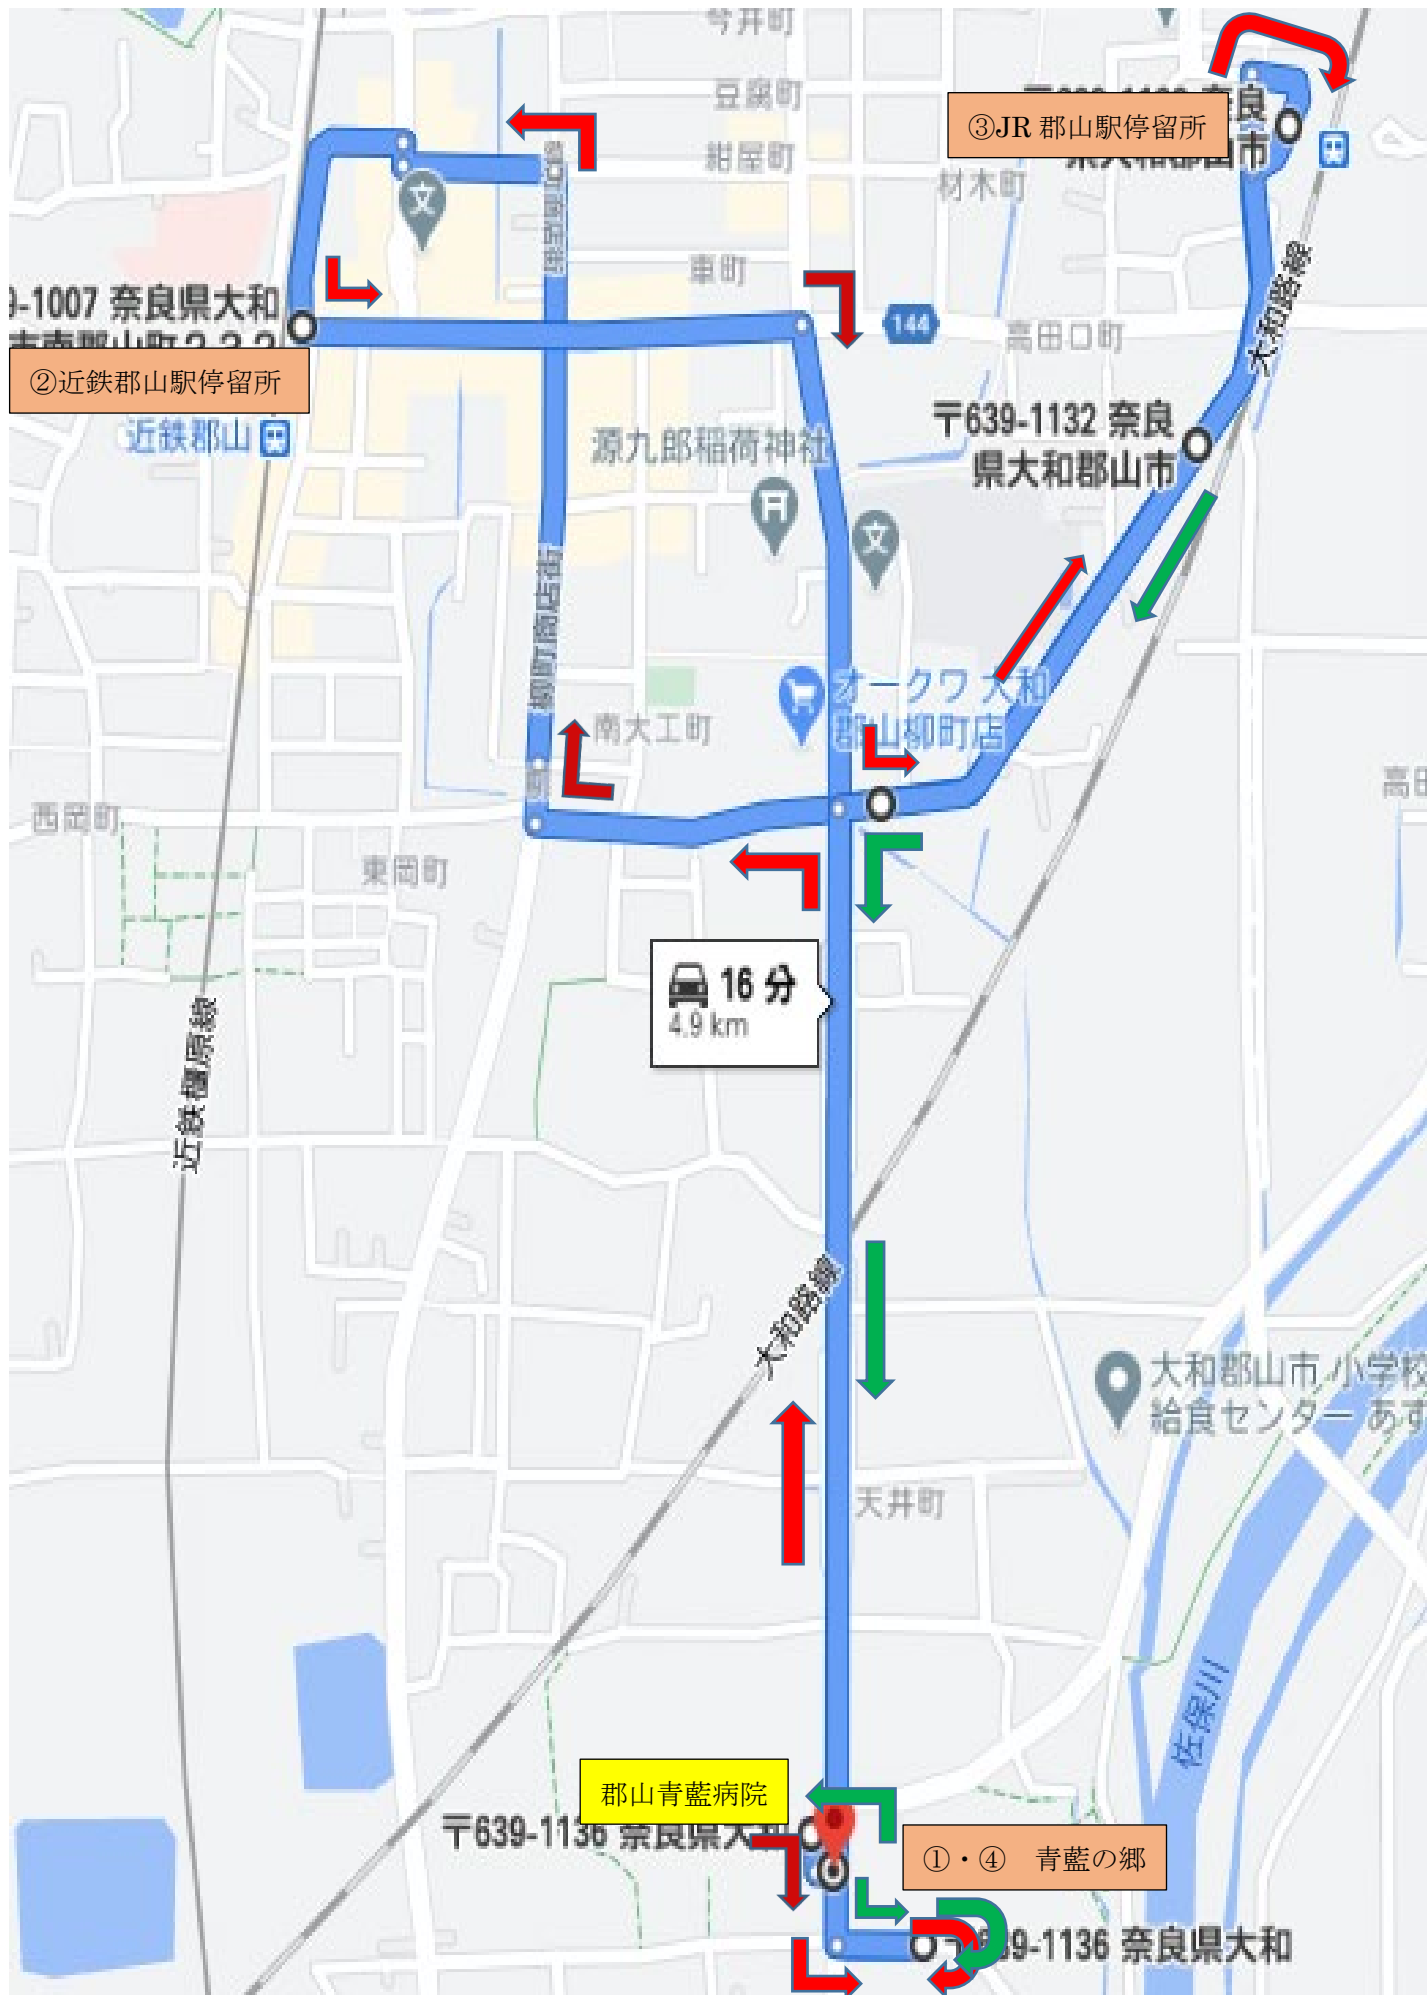 今井町
豆腐町
良
③JR 郡山駅停留所
紺屋町
県大和郡山市
材木町
車町
大和路線
9-1007 奈良県大和
144
高田口町
②近鉄郡山駅停留所
〒639-1132 奈良
県大和郡山市
近鉄郡山
源九郎稲荷神社
文
文
柳町商店街
オークワ 大和
郡山柳町店
南大工町
西岡町
東岡町
16 分
4.9 km
近鉄橿原線
大和路線
大和郡山市 小学校
給食センター あす
天井町
佐保川
郡山青藍病院
〒639-1136 奈良県大和
①・④　青藍の郷
39-1136 奈良県大和